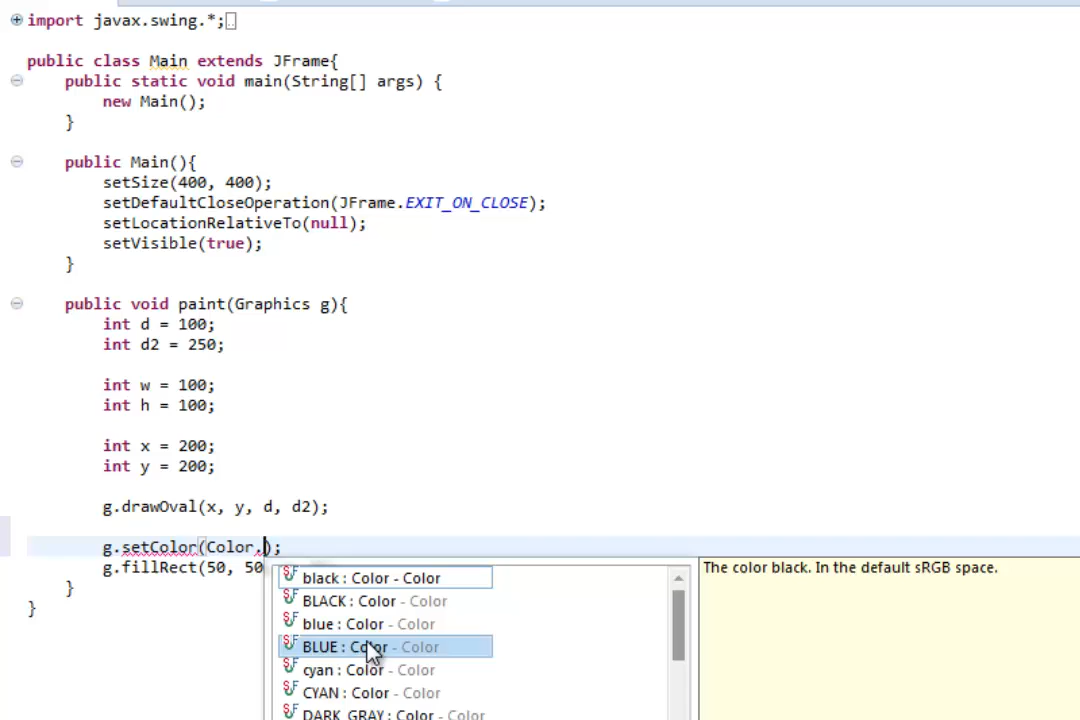 import javax.swing.*;
public class Main extends JFrame{
public static void main(String[] args) {
new Main();
}
public Main(){
setSize(400, 400);
setDefaultCloseOperation(JFrame.EXIT_ON_CLOSE);
setLocationRelativeTo(null);
setVisible(true);
}
public void paint(Graphics g){
int d = 100;
int d2 = 250;
int w = 100;
int h = 100;
int x = 200;
int y = 200;
g.drawOval(x, y, d, d2);
g.setColor(Color.);
g.fillRect(50, 50
}
}
black : Color - Color
BLACK : Color - Color
blue : Color - Color
BLUE : Color - Color
cyan : Color - Color
CYAN : Color - Color
DARK_GRAY : Color - Color
The color black. In the default sRGB space.